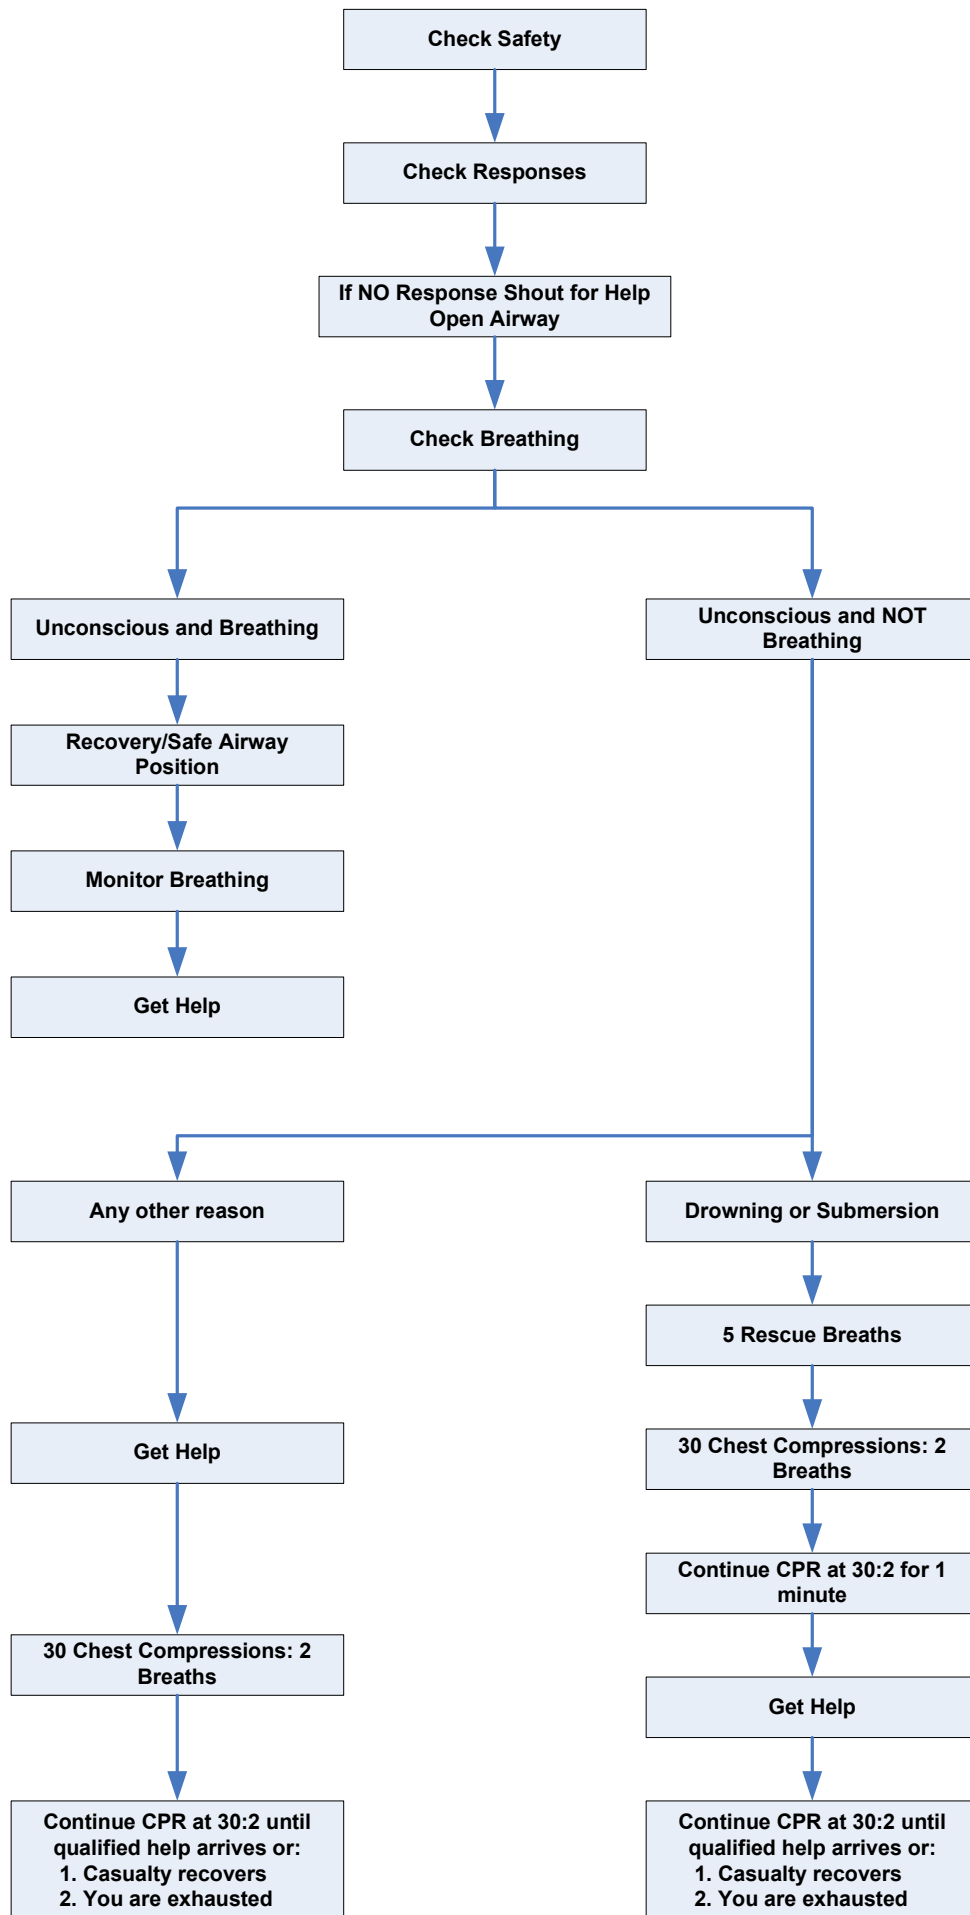 Check Safety
Check Responses
If NO Response Shout for Help
Open Airway
Check Breathing
Unconscious and Breathing
Recovery/Safe Airway
Position
Monitor Breathing
Get Help
Unconscious and NOT
Breathing
Any other reason
Get Help
30 Chest Compressions: 2
Breaths
Continue CPR at 30:2 until
qualified help arrives or:
1. Casualty recovers
2. You are exhausted
Drowning or Submersion
5 Rescue Breaths
30 Chest Compressions: 2
Breaths
Continue CPR at 30:2 for 1
minute
Get Help
Continue CPR at 30:2 until
qualified help arrives or:
1. Casualty recovers
2. You are exhausted